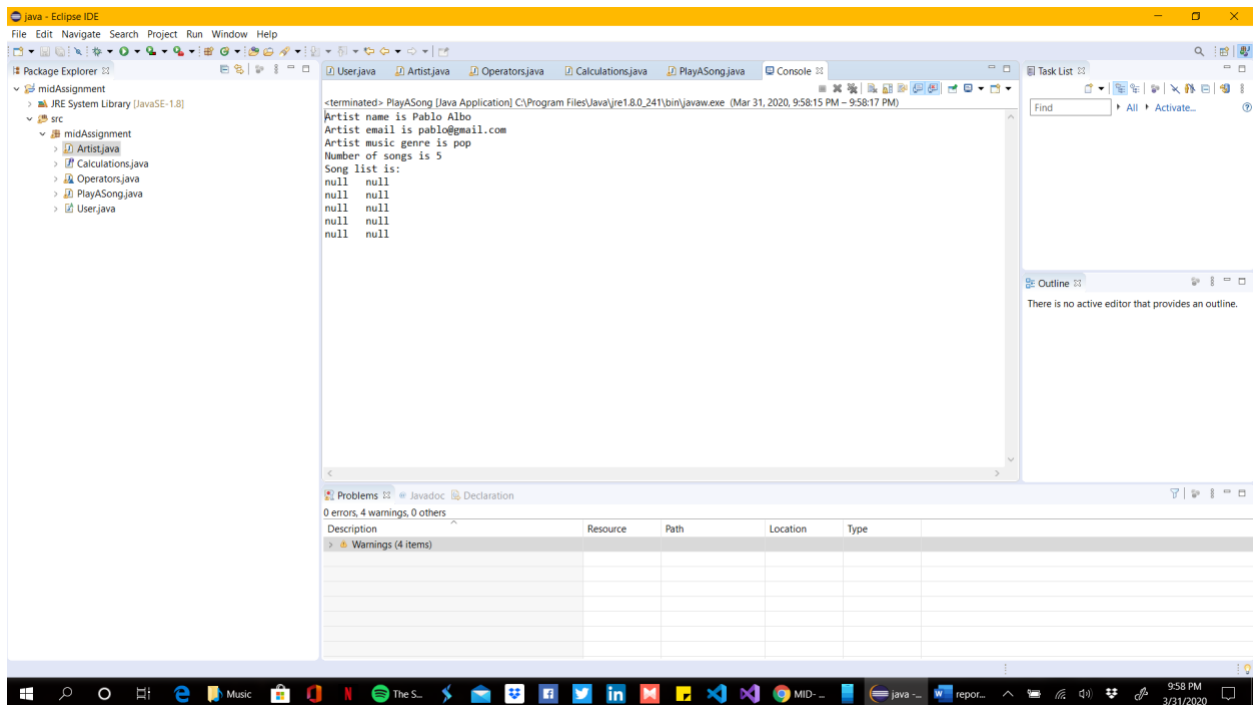 java - Eclipse IDE
File Edit Navigate Search Project Run Window Help
Package Explorer
midAssignment
JRE System Library [JavaSE-1.8]
src
midAssignment
Artist.java
Calculations.java
Operators.java
PlayASong.java
User.java
User.java Artist.java Operators.java Calculations.java PlayASong.java Console
<terminated> PlayASong [Java Application] C:\Program Files\Java\jre1.8.0_241\bin\javaw.exe (Mar 31, 2020, 9:58:15 PM – 9:58:17 PM)
Artist name is Pablo Albo
Artist email is pablo@gmail.com
Artist music genre is pop
Number of songs is 5
Song list is:
null null
null null
null null
null null
null null
Task List
Find All Activate...
Outline
There is no active editor that provides an outline.
Problems Javadoc Declaration
0 errors, 4 warnings, 0 others
Description Resource Path Location Type
Warnings (4 items)
Music The S... MID- ... java -... repor... 9:58 PM
3/31/2020